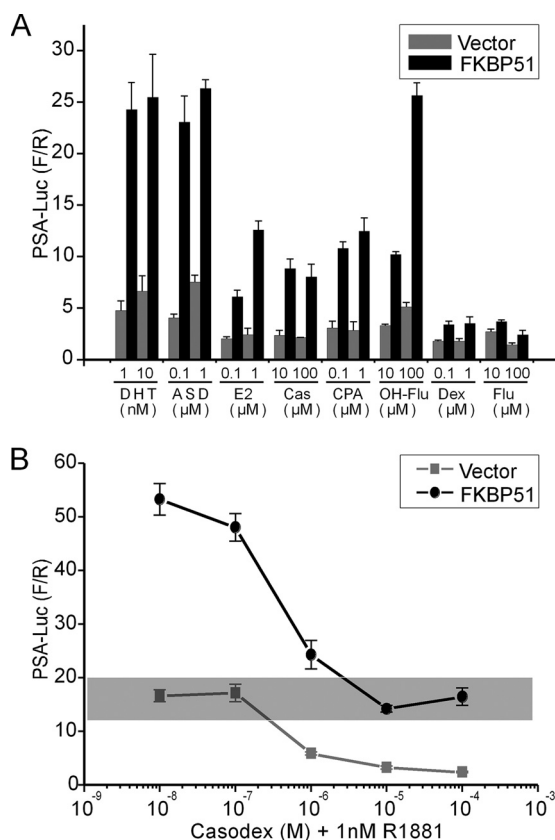 A
PSA-Luc (F/R)
30
25
20
15
10
5
0
Vector
FKBP51
1 10 0.1 1 0.1 1 10 100 0.1 1 10 100 0.1 1 10 100
DHT ASD E2 Cas CPA OH-Flu Dex Flu
(nM) (µM) (µM) (µM) (µM) (µM) (µM) (µM)
B
PSA-Luc (F/R)
60
50
40
30
20
10
0
Vector
FKBP51
10-9 10-8 10-7 10-6 10-5 10-4 10-3
Casodex (M) + 1nM R1881